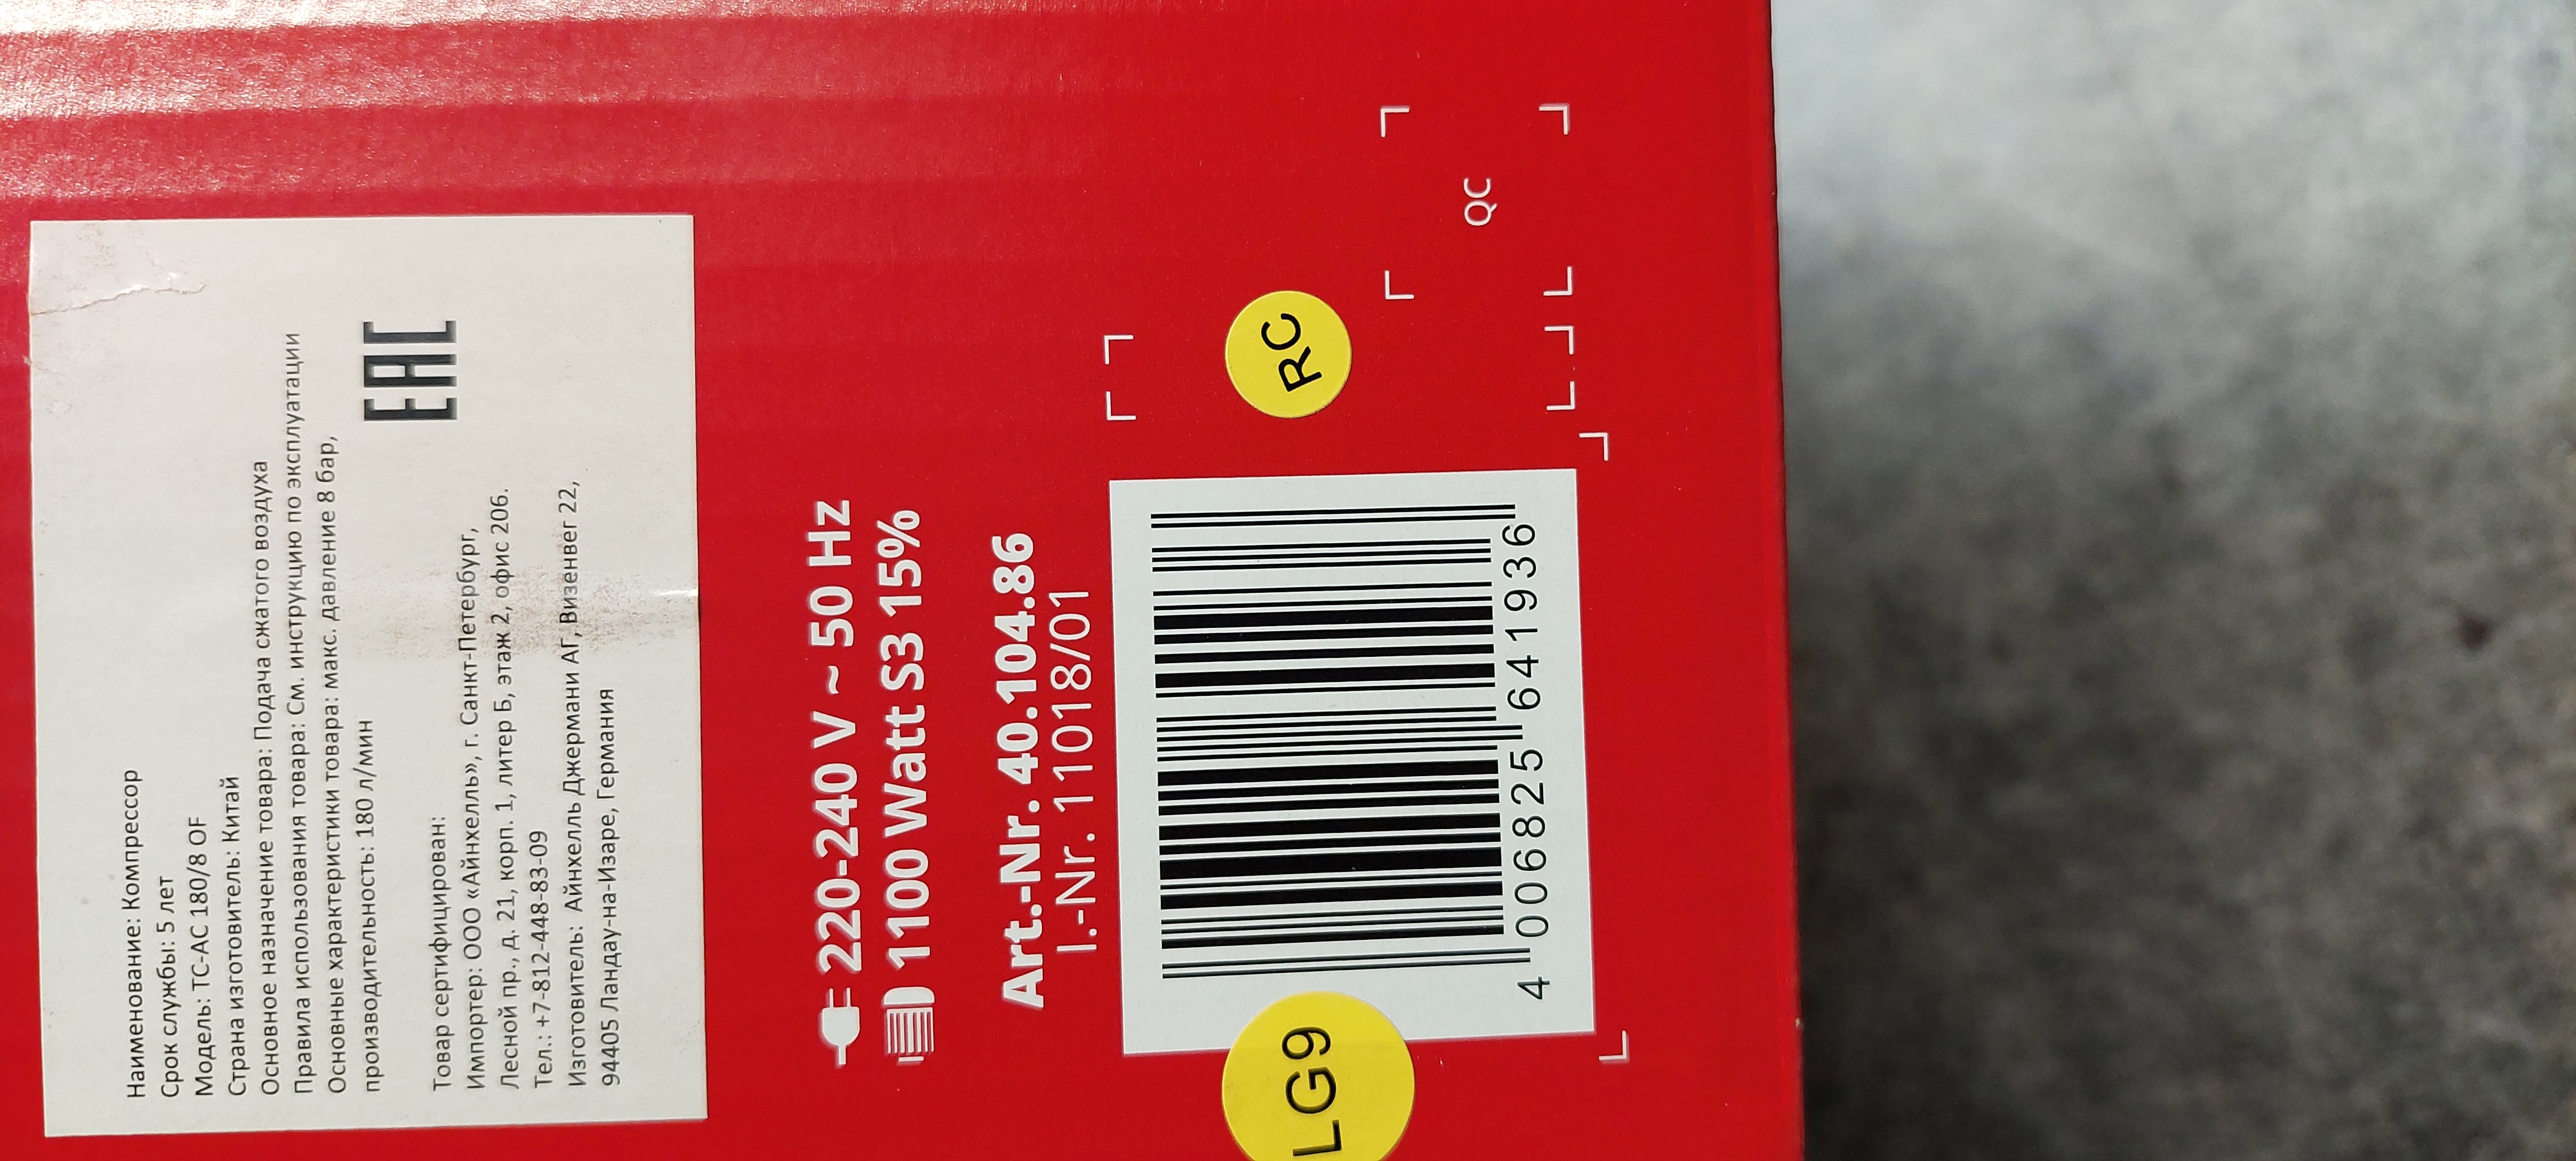 Наименование: Компрессор
Срок службы: 5 лет
Модель: TC-AC 180/8 OF
Страна изготовитель: Китай
Основное назначение товара: Подача сжатого воздуха
Правила использования товара: См. инструкцию по эксплуатации
Основные характеристики товара: макс. давление 8 бар,
производительность: 180 л/мин
EAC
Товар сертифицирован:
Импортер: ООО «Айнхелль», г. Санкт-Петербург,
Лесной пр., д. 21, корп. 1, литер Б, этаж 2, офис 206.
Тел.: +7-812-448-83-09
Изготовитель: Айнхелль Джермани АГ, Визенвег 22,
94405 Ландау-на-Изаре, Германия
220-240 V ~ 50 Hz
1100 Watt S3 15%
Art.-Nr. 40.104.86
I.-Nr. 11018/01
4 006825 641936
LG9
RC
QC